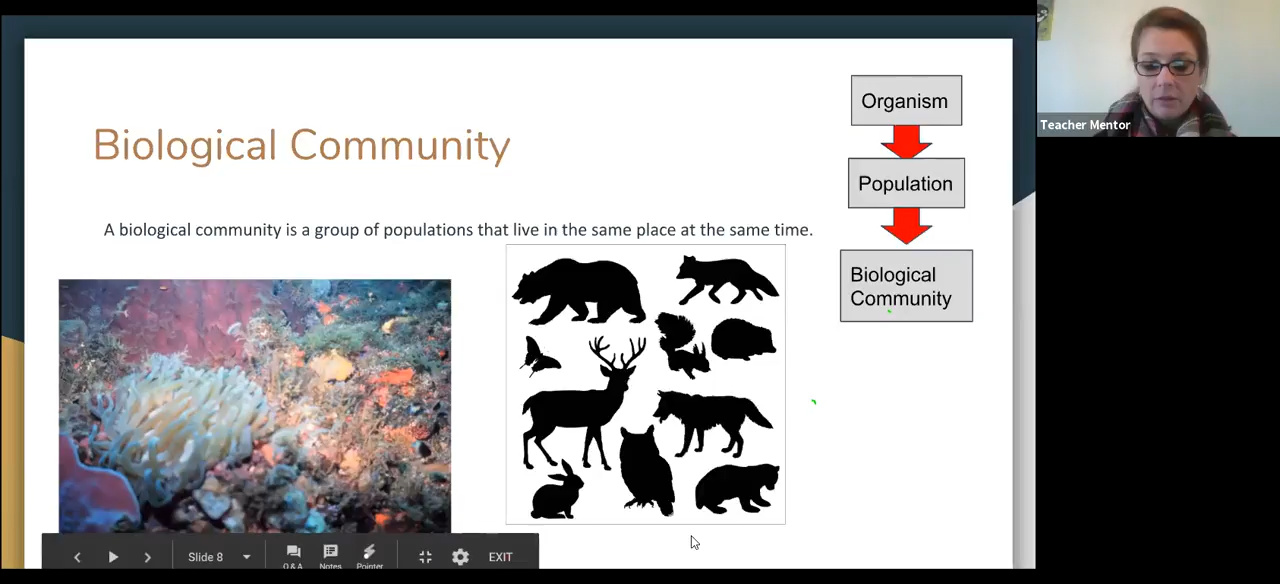 Biological Community
A biological community is a group of populations that live in the same place at the same time.
Organism
Population
Biological
Community
Teacher Mentor
Slide 8
Q & A
Notes
Pointer
EXIT